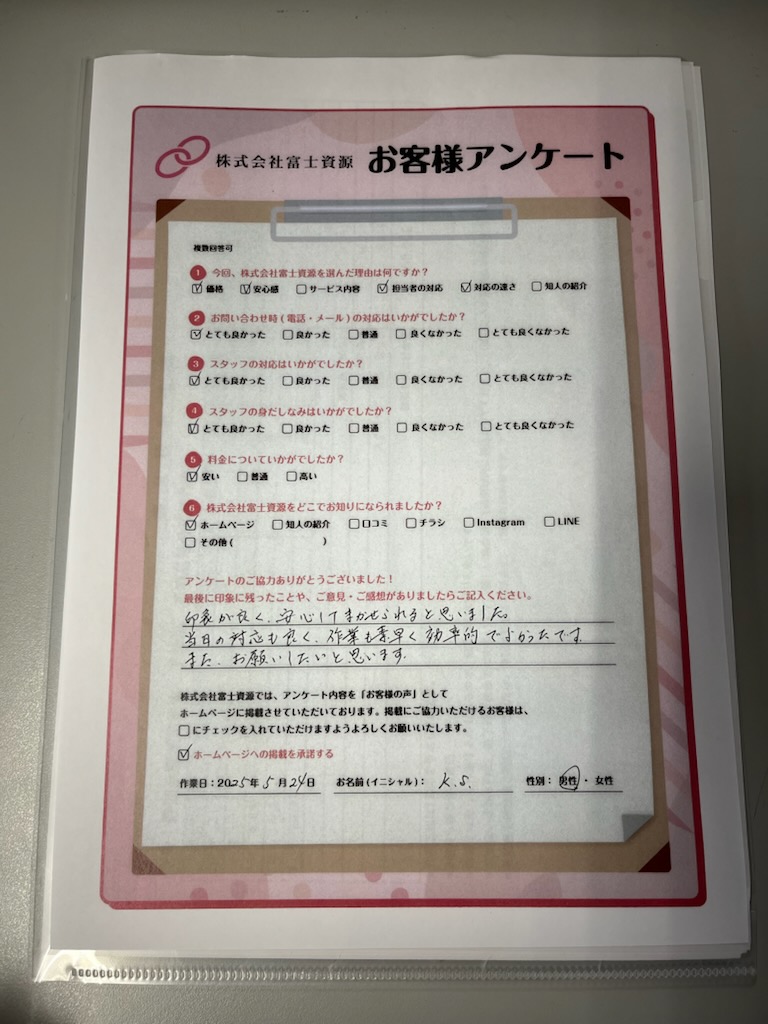 株式会社富士資源 お客様アンケート
複数回答可
1 今回、株式会社富士資源を選んだ理由は何ですか？
☑価格 ☑安心感 □サービス内容 ☑担当者の対応 ☑対応の速さ □知人の紹介
2 お問い合わせ時(電話・メール)の対応はいかがでしたか？
☑とても良かった □良かった □普通 □良くなかった □とても良くなかった
3 スタッフの対応はいかがでしたか？
☑とても良かった □良かった □普通 □良くなかった □とても良くなかった
4 スタッフの身だしなみはいかがでしたか？
☑とても良かった □良かった □普通 □良くなかった □とても良くなかった
5 料金についていかがでしたか？
☑安い □普通 □高い
6 株式会社富士資源をどこでお知りになられましたか？
☑ホームページ □知人の紹介 □口コミ □チラシ □Instagram □LINE
□その他( )
アンケートのご協力ありがとうございました！
最後に印象に残ったことや、ご意見・ご感想がありましたらご記入ください。
印象が良く、安心してまかせられると思いました。
当日の対応も良く、作業も素早く効率的でよかったです。
また、お願いしたいと思います。
株式会社富士資源では、アンケート内容を「お客様の声」として
ホームページに掲載させていただいております。掲載にご協力いただけるお客様は、
□にチェックを入れていただけますようよろしくお願いいたします。
☑ホームページへの掲載を承諾する
作業日：2025年5月24日 お名前(イニシャル)： K.S. 性別： 男性・女性